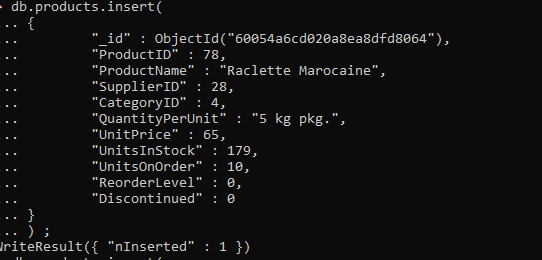 > db.products.insert(
... {
... "_id" : ObjectId("60054a6cd020a8ea8dfd8064"),
... "ProductID" : 78,
... "ProductName" : "Raclette Marocaine",
... "SupplierID" : 28,
... "CategoryID" : 4,
... "QuantityPerUnit" : "5 kg pkg.",
... "UnitPrice" : 65,
... "UnitsInStock" : 179,
... "UnitsOnOrder" : 10,
... "ReorderLevel" : 0,
... "Discontinued" : 0
... }
... ) ;
WriteResult({ "nInserted" : 1 })